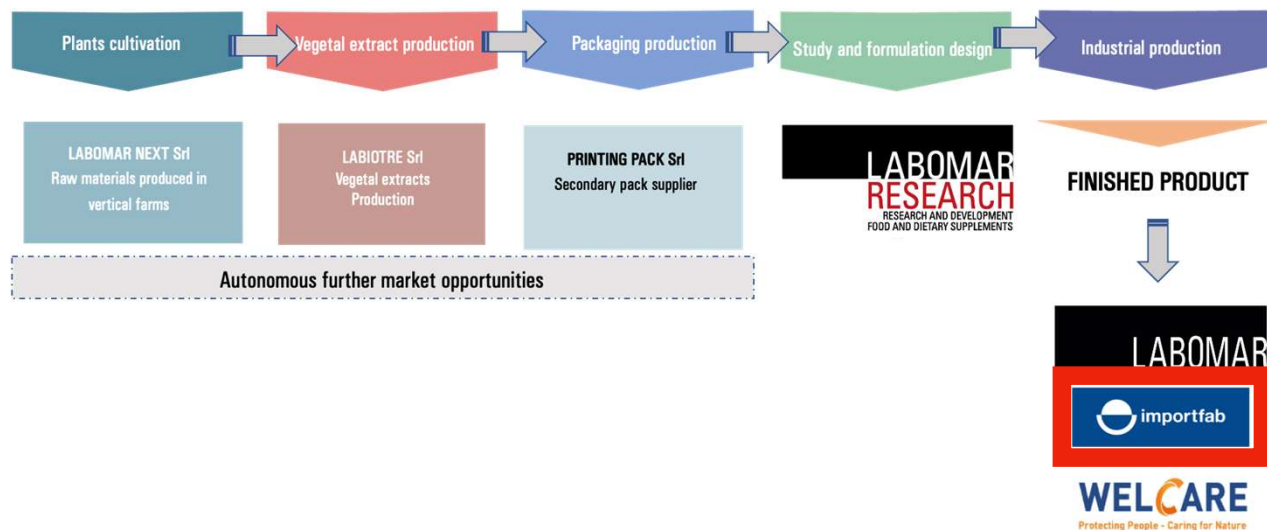 Plants cultivation
Vegetal extract production
Packaging production
Study and formulation design
Industrial production
LABOMAR NEXT Srl
Raw materials produced in
vertical farms
LABIOTRE Srl
Vegetal extracts
Production
PRINTING PACK Srl
Secondary pack supplier
LABOMAR
RESEARCH
RESEARCH AND DEVELOPMENT
FOOD AND DIETARY SUPPLEMENTS
FINISHED PRODUCT
Autonomous further market opportunities
LABOMAR
importfab
WELCARE
Protecting People - Caring for Nature